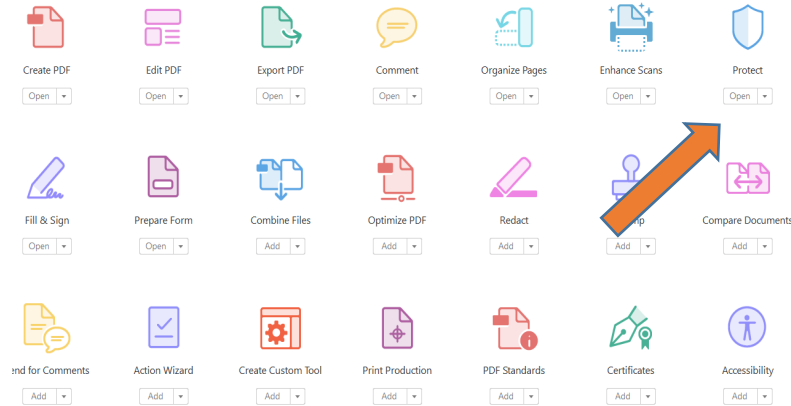 Create PDF Edit PDF Export PDF Comment Organize Pages Enhance Scans Protect
Open Open Open Open Open Open Open
Fill & Sign Prepare Form Combine Files Optimize PDF Redact Compare Documents
Open Open Add Add Add Add Add
end for Comments Action Wizard Create Custom Tool Print Production PDF Standards Certificates Accessibility
Add Add Add Add Add Add Add